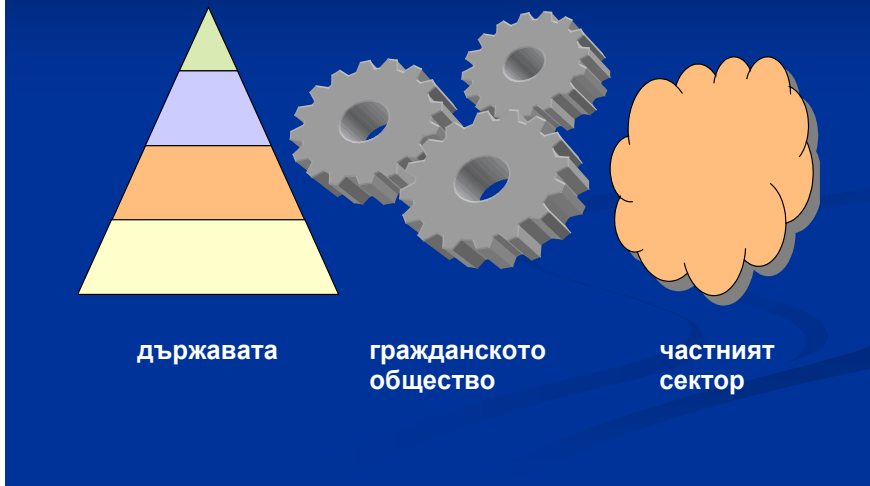 държавата
гражданското
общество
частният
сектор